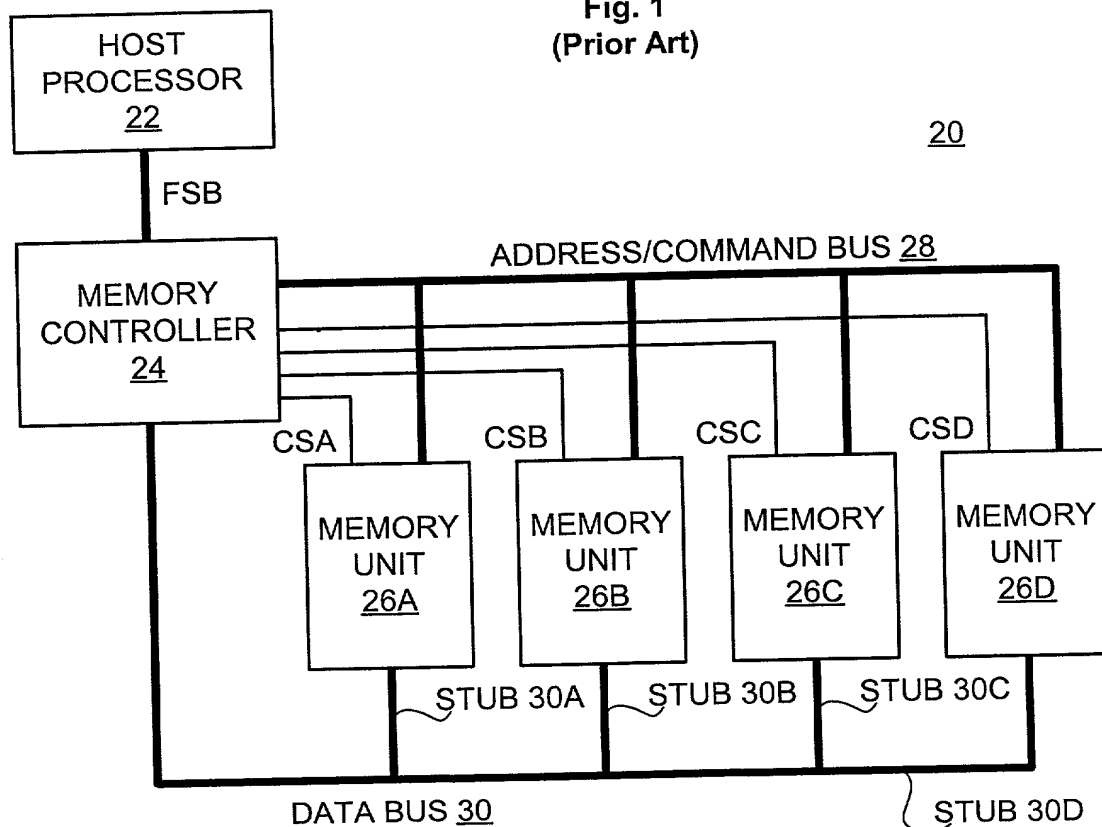 Fig. 1
(Prior Art)
HOST
PROCESSOR
22
20
FSB
ADDRESS/COMMAND BUS 28
MEMORY
CONTROLLER
24
CSA
CSB
CSC
CSD
MEMORY
UNIT
26A
MEMORY
UNIT
26B
MEMORY
UNIT
26C
MEMORY
UNIT
26D
STUB 30A
STUB 30B
STUB 30C
DATA BUS 30
STUB 30D